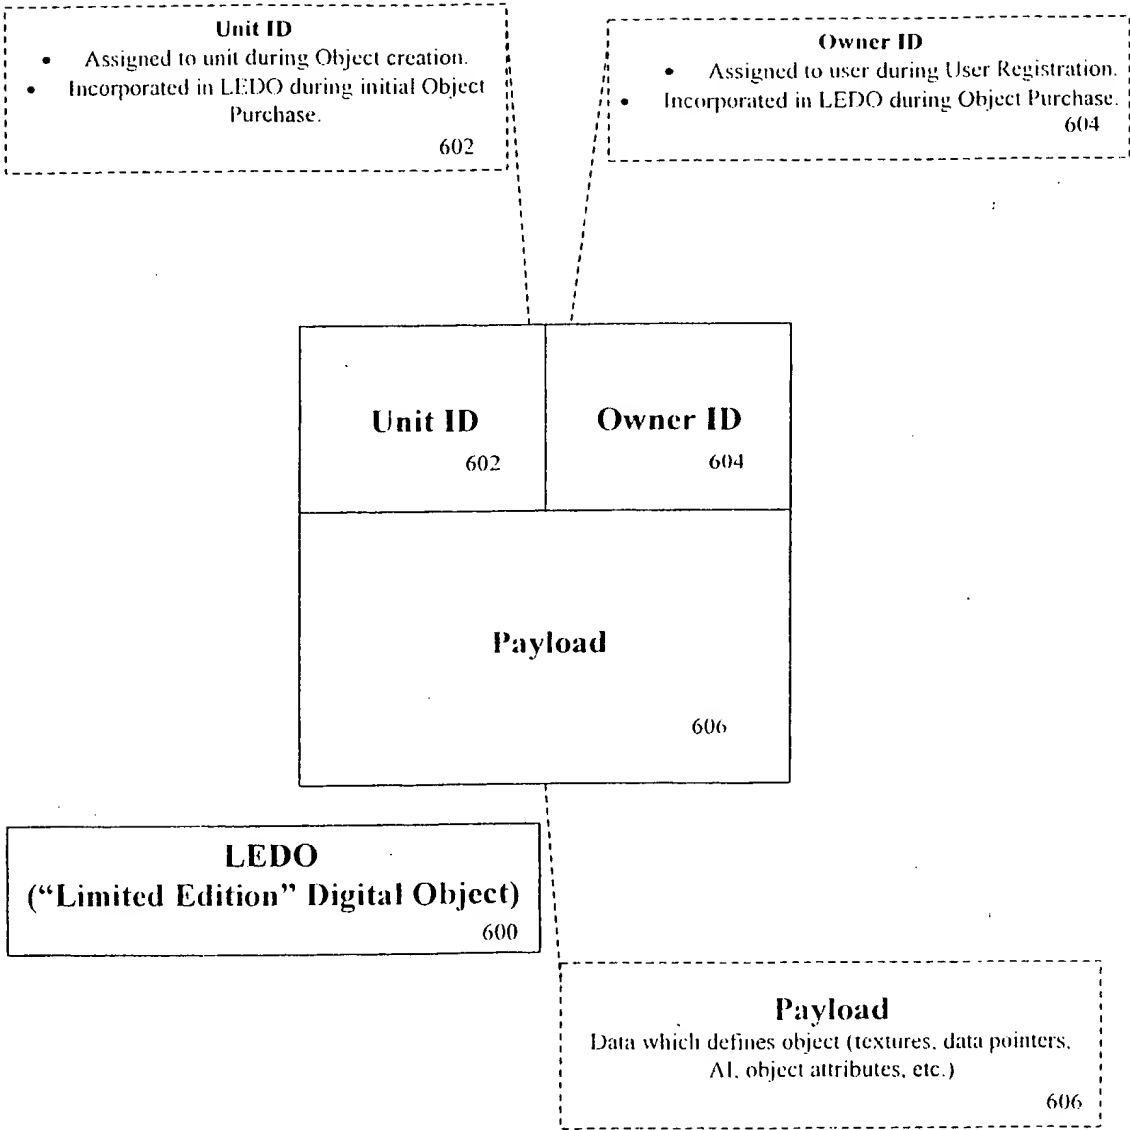 Unit ID
• Assigned to unit during Object creation.
• Incorporated in LEDO during initial Object
Purchase.
602
Owner ID
• Assigned to user during User Registration.
• Incorporated in LEDO during Object Purchase.
604
Unit ID
602
Owner ID
604
Payload
606
LEDO
(“Limited Edition” Digital Object)
600
Payload
Data which defines object (textures, data pointers,
AI, object attributes, etc.)
606